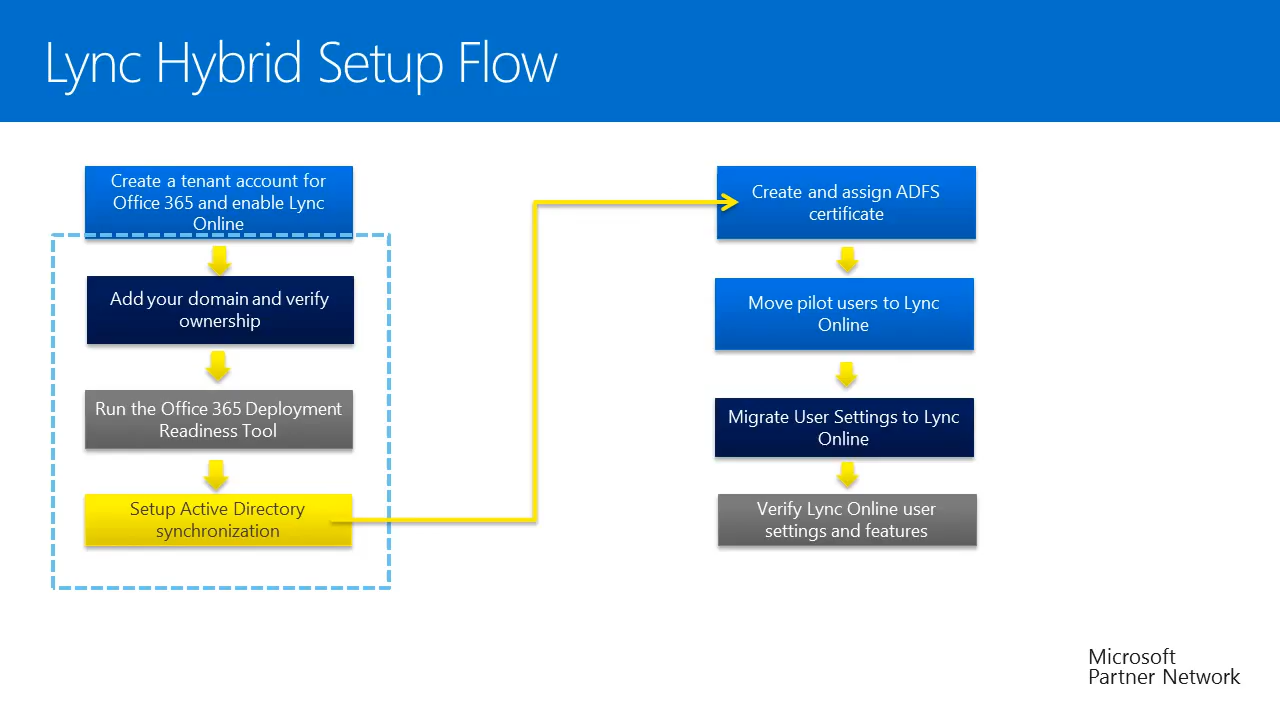 Lync Hybrid Setup Flow
Create a tenant account for
Office 365 and enable Lync
Online
Add your domain and verify
ownership
Run the Office 365 Deployment
Readiness Tool
Setup Active Directory
synchronization
Create and assign ADFS
certificate
Move pilot users to Lync
Online
Migrate User Settings to Lync
Online
Verify Lync Online user
settings and features
Microsoft
Partner Network